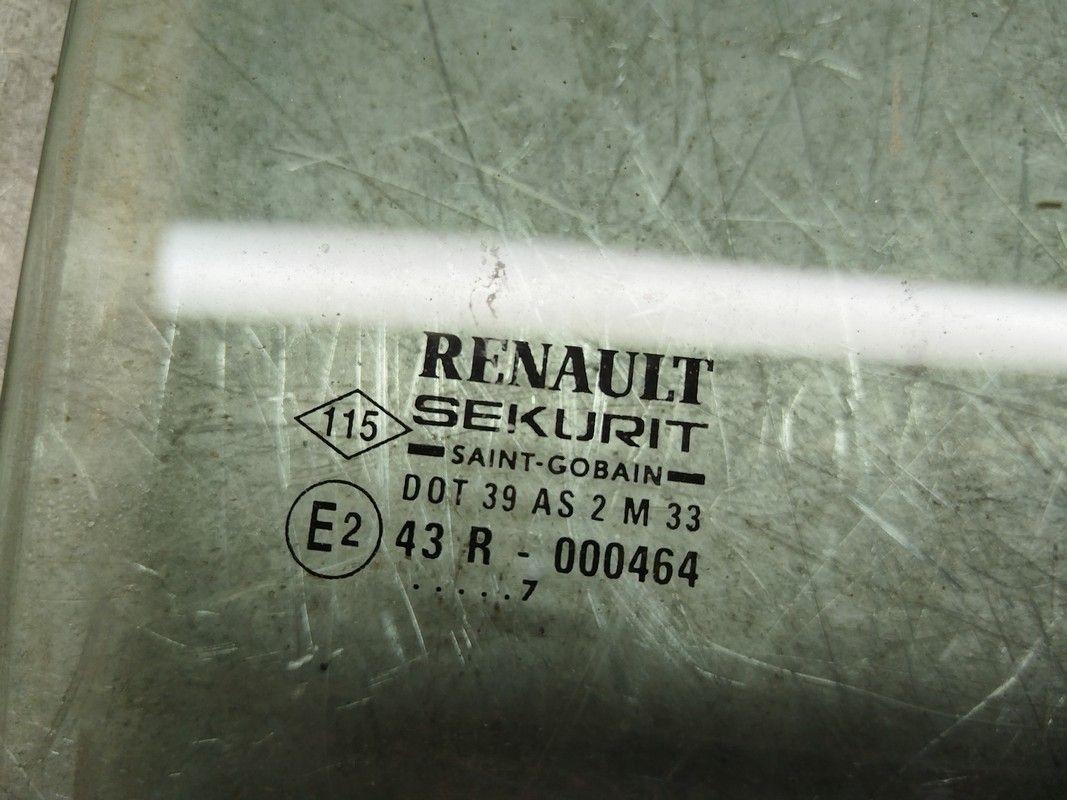 RENAULT
115
SEKURIT
SAINT-GOBAIN
DOT 39 AS 2 M 33
E2
43 R - 000464
.....7